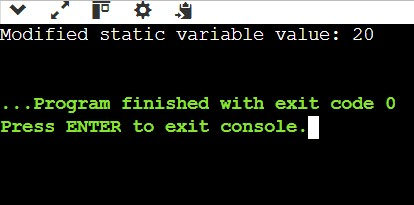 Modified static variable value: 20
...Program finished with exit code 0
Press ENTER to exit console.